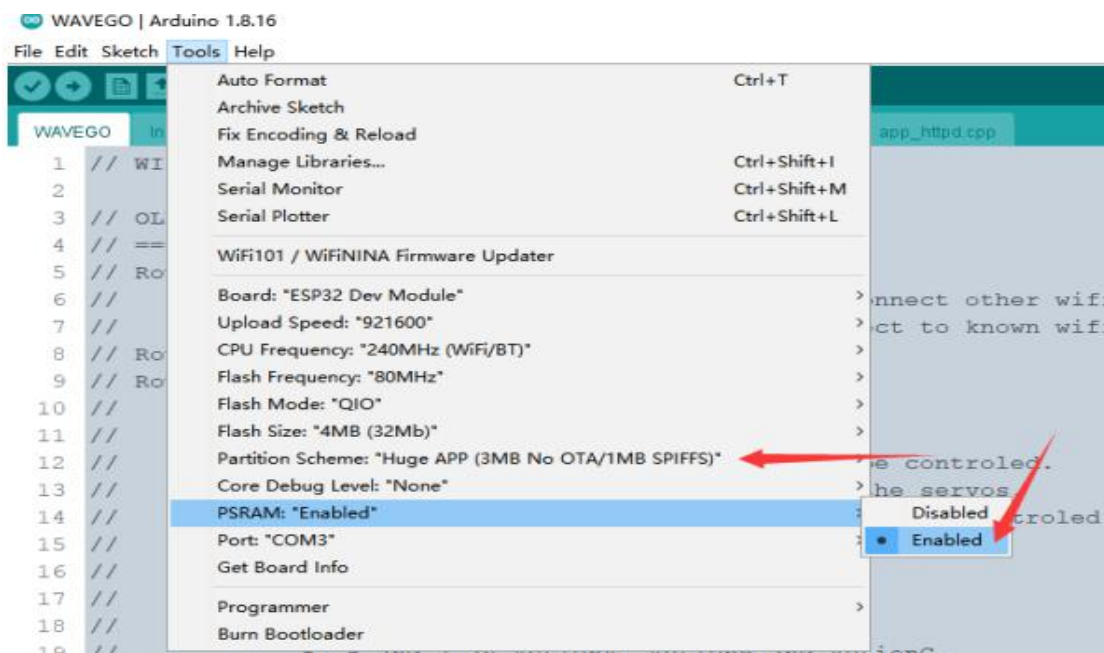 WAVEGO | Arduino 1.8.16
File Edit Sketch Tools Help
Auto Format Ctrl+T
Archive Sketch
WAVEGO In app_httpd.cpp
Fix Encoding & Reload
1 // WI Manage Libraries... Ctrl+Shift+I
2 Serial Monitor Ctrl+Shift+M
3 // OL Serial Plotter Ctrl+Shift+L
4 // ==
WiFi101 / WiFiNINA Firmware Updater
5 // Ro
6 // Board: "ESP32 Dev Module" > nnect other wif
7 // Upload Speed: "921600" > ct to known wif
8 // Ro CPU Frequency: "240MHz (WiFi/BT)" >
9 // Ro Flash Frequency: "80MHz" >
10 // Flash Mode: "QIO" >
11 // Flash Size: "4MB (32Mb)" >
12 // Partition Scheme: "Huge APP (3MB No OTA/1MB SPIFFS)" > e controled.
13 // Core Debug Level: "None" > he servos
14 // PSRAM: "Enabled" Disabled troled
15 // Port: "COM3" Enabled
16 // Get Board Info
17 //
Programmer >
18 // Burn Bootloader
19 //